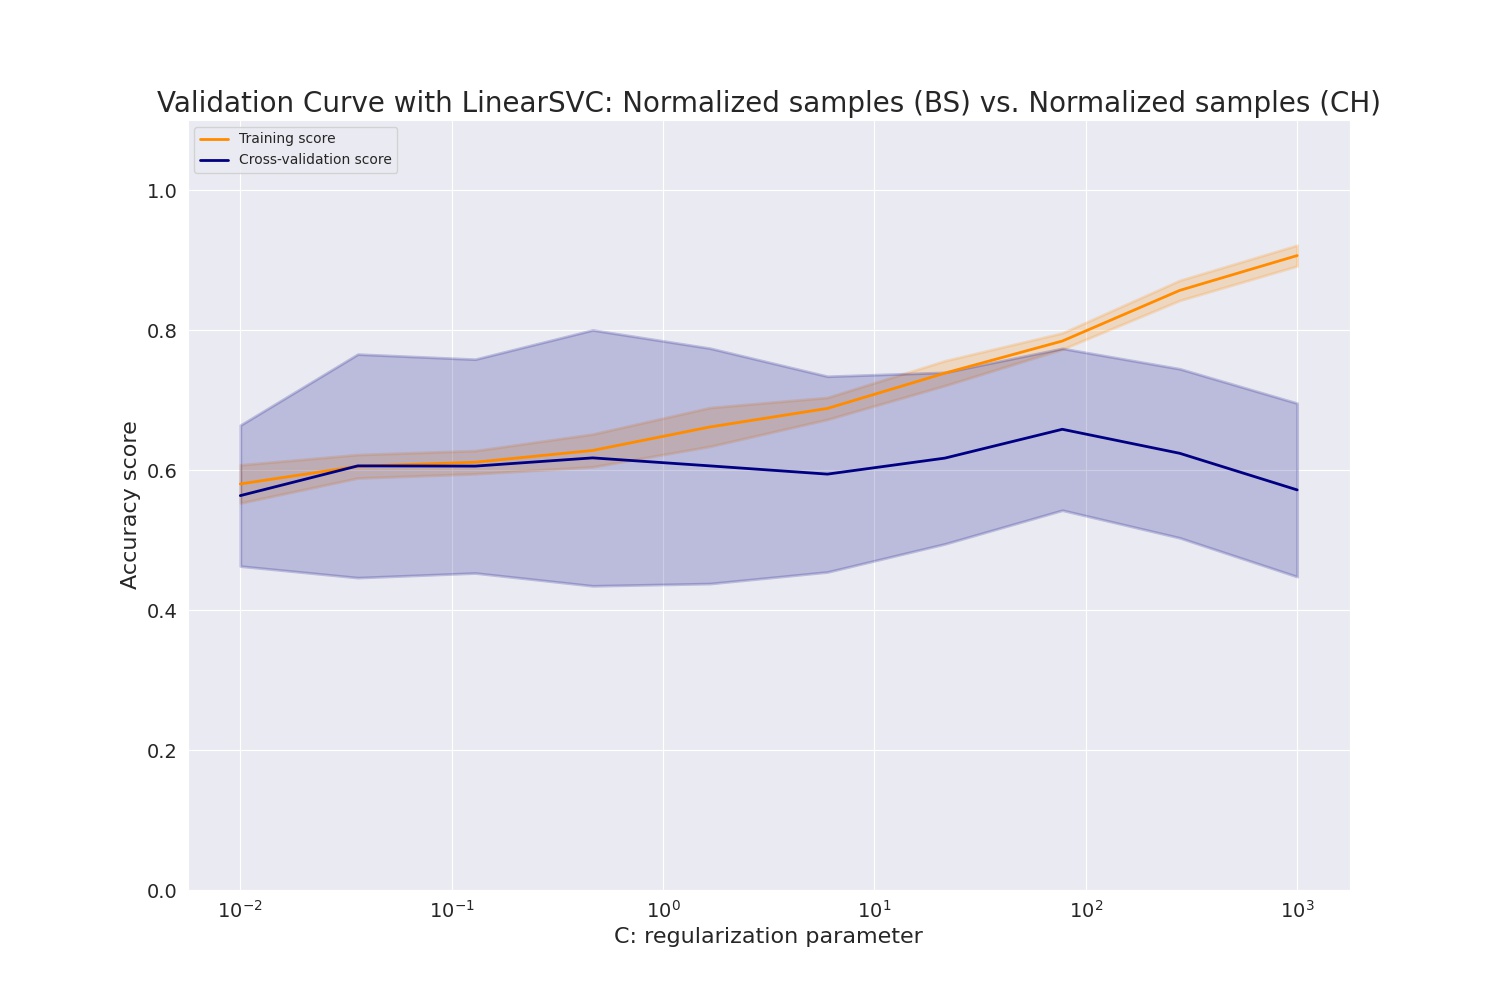 Validation Curve with LinearSVC: Normalized samples (BS) vs. Normalized samples (CH)
Training score
Cross-validation score
Accuracy score
1.0
0.8
0.6
0.4
0.2
0.0
10⁻² 10⁻¹ 10⁰ 10¹ 10² 10³
C: regularization parameter